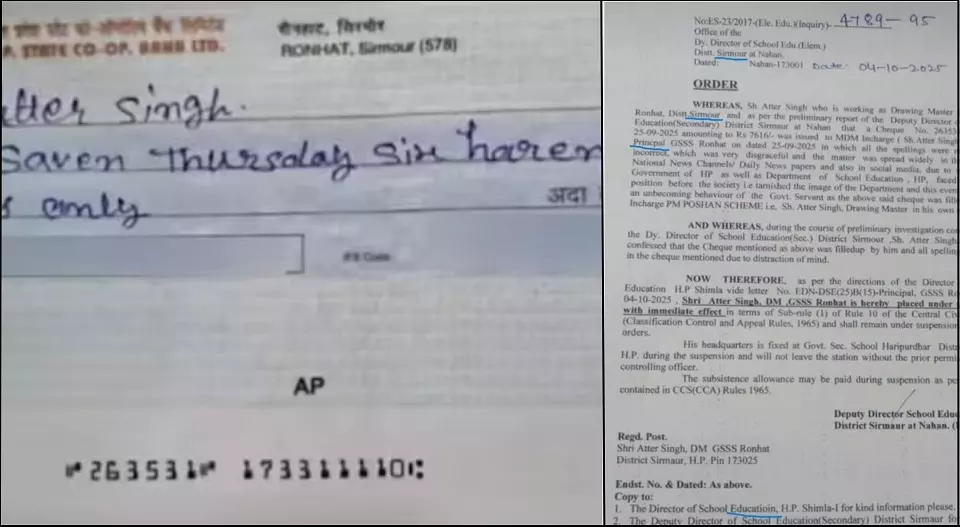 प्रदेश स्टेट को-ऑपरेटिव बैंक लिमिटेड
P. STATE CO-OP. BANK LTD.
रोनहाट, सिरमौर
RONHAT, Sirmour (578)
atter Singh.
Saven Thursday Six harem
only
अदा
IFS Code
AP
⑈263531⑈ 173311110⑆
No:ES-23/2017-(Ele. Edu.)(Inquiry)- 4789-95
Office of the
Dy. Director of School Edu.(Elem.)
Distt. Sirmour at Nahan.
Dated: Nahan-173001 Date: 04-10-2025
ORDER
WHEREAS, Sh Atter Singh who is working as Drawing Master
Ronhat, Distt Sirmour and as per the preliminary report of the Deputy Director
Education(Secondary) District Sirmour at Nahan that a Cheque No. 26353
25-09-2025 amounting to Rs 7616/- was issued to MDM Incharge ( Sh. Atter Singh
Princpal GSSS Ronhat on dated 25-09-2025 in which all the spellings were
incorrect, which was very disgraceful and the matter was spread widely in
National News Channels/ Daily News papers and also in social media, due to
Government of HP as well as Department of School Education , HP, faced
position before the society i.e tarnished the image of the Department and this even
an unbecoming behaviour of the Govt. Servant as the above said cheque was fill
Incharge PM POSHAN SCHEME i.e, Sh. Atter Singh, Drawing Master in his own
AND WHEREAS, during the course of preliminary investigation co
the Dy. Director of School Education(Sec.) District Sirmour ,Sh. Atter Singh
confessed that the Cheque mentioned as above was filledup by him and all spelling
in the cheque mentioned due to distraction of mind.
NOW THEREFORE, as per the directions of the Director
Education H.P Shimla vide letter No. EDN-DSE(25)B(15)-Principal, GSSS Ro
04-10-2025 , Shri Atter Singh, DM ,GSSS Ronhat is hereby placed under
with immediate effect in terms of Sub-rule (1) of Rule 10 of the Central Civ
(Classification Control and Appeal Rules, 1965) and shall remain under suspension
orders.
His headquarters is fixed at Govt. Sec. School Haripurdhar Dista
H.P. during the suspension and will not leave the station without the prior permi
controlling officer.
The subsistence allowance may be paid during suspension as per
contained in CCS(CCA) Rules 1965.
Deputy Director School Edu
District Sirmaur at Nahan.
Regd. Post.
Shri Atter Singh, DM GSSS Ronhat
District Sirmaur, H.P. Pin 173025
Endst. No. & Dated: As above.
Copy to:
1. The Director of School Educatioin, H.P. Shimla-1 for kind information please.
2. The Deputy Director of School Education(Secondary) District Sirmaur fo